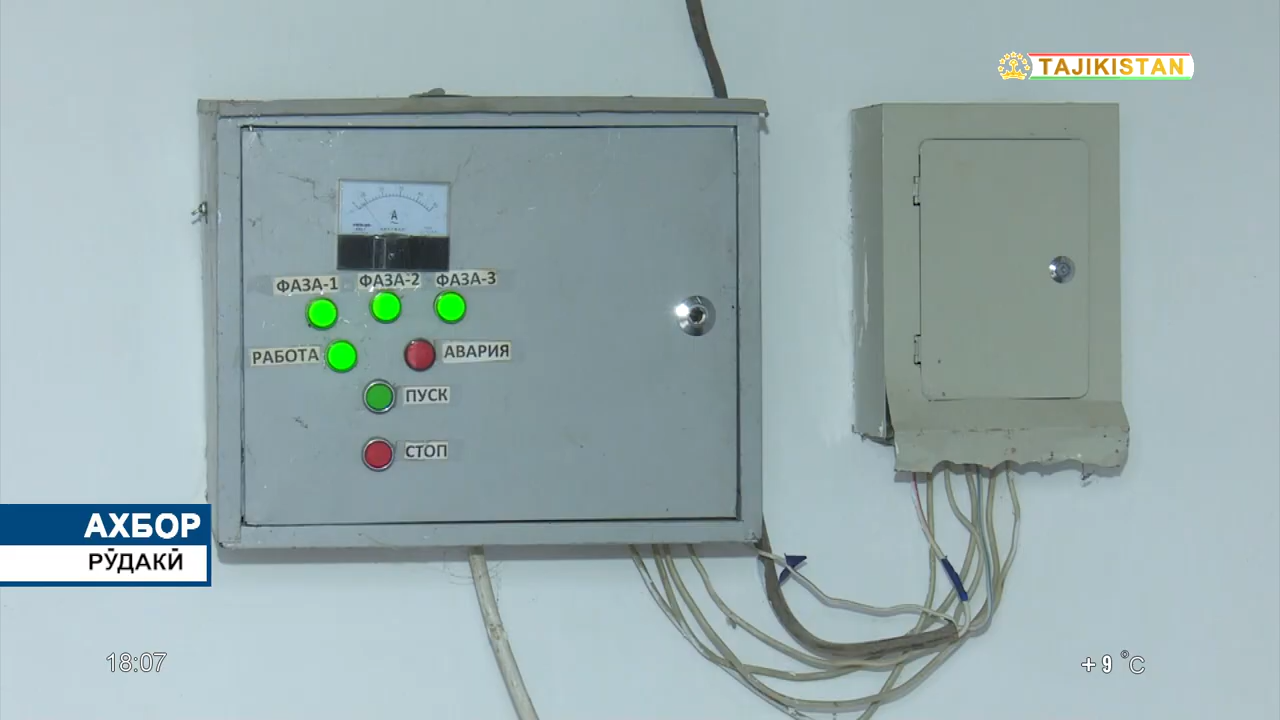 TAJIKISTAN
A
ФАЗА-1
ФАЗА-2
ФАЗА-3
РАБОТА
АВАРИЯ
ПУСК
СТОП
АХБОР
РӮДАКӢ
18:07
+9 °C